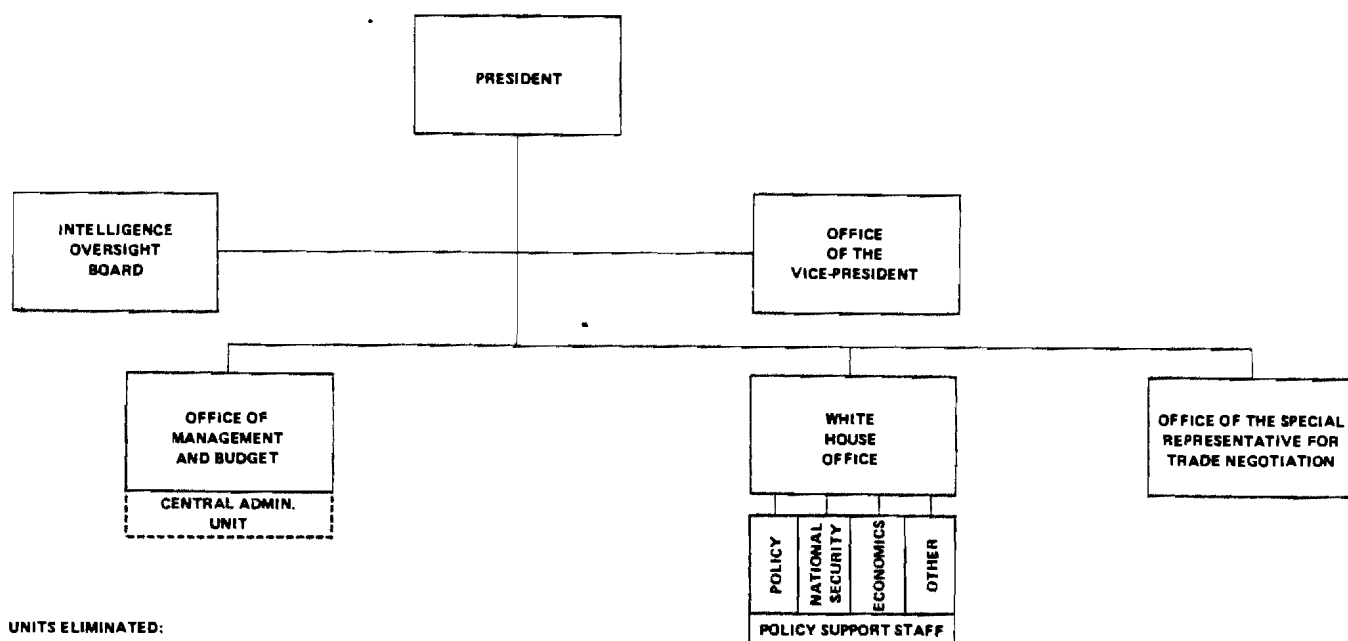 PRESIDENT
INTELLIGENCE
OVERSIGHT
BOARD
OFFICE
OF THE
VICE-PRESIDENT
OFFICE OF
MANAGEMENT
AND BUDGET
CENTRAL ADMIN.
UNIT
WHITE
HOUSE
OFFICE
POLICY
NATIONAL
SECURITY
ECONOMICS
OTHER
POLICY SUPPORT STAFF
OFFICE OF THE SPECIAL
REPRESENTATIVE FOR
TRADE NEGOTIATION
UNITS ELIMINATED: